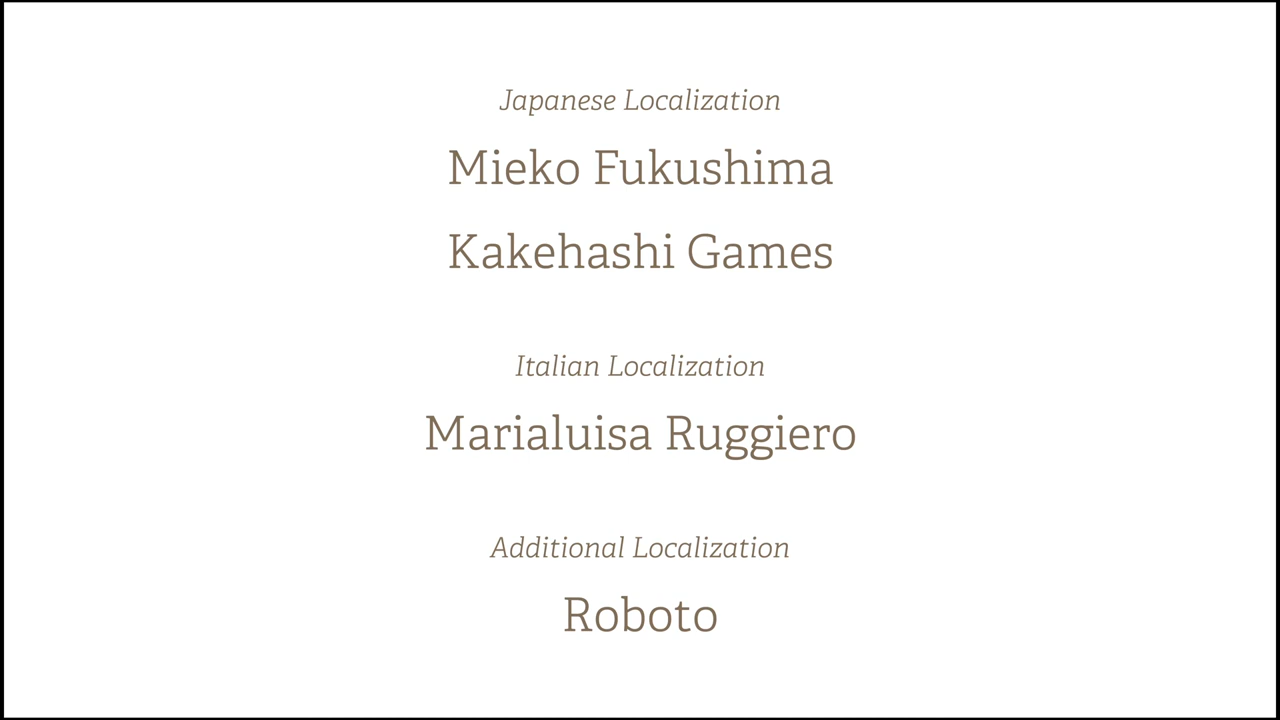 Japanese Localization
Mieko Fukushima
Kakehashi Games
Italian Localization
Marialuisa Ruggiero
Additional Localization
Roboto